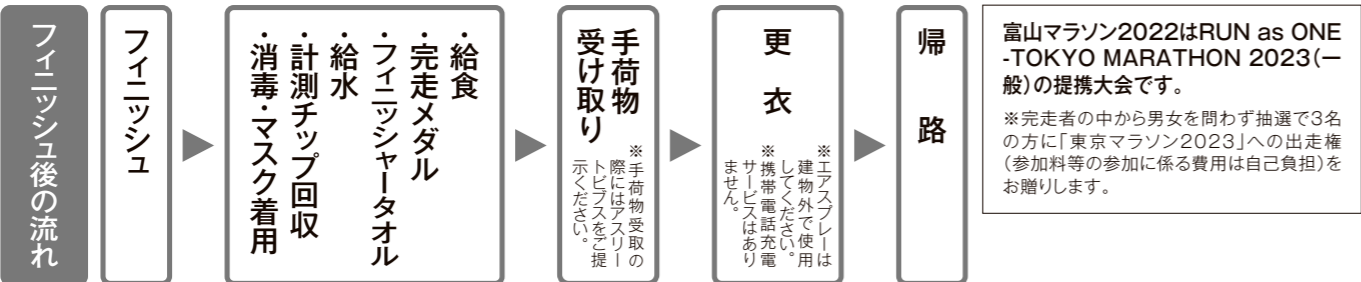 フィニッシュ後の流れ
フィニッシュ
・給食
・完走メダル
・フィニッシャータオル
・給水
・計測チップ回収
・消毒・マスク着用
手荷物
受け取り
※手荷物受取の
際にはアスリー
トビブスをご提
示ください。
更衣
※エアスプレーは
建物外で使用
してください。
※携帯電話充電
サービスはあり
ません。
帰路
富山マラソン2022はRUN as ONE
-TOKYO MARATHON 2023(一
般)の提携大会です。
※完走者の中から男女を問わず抽選で3名
の方に「東京マラソン2023」への出走権
(参加料等の参加に係る費用は自己負担)を
お贈りします。